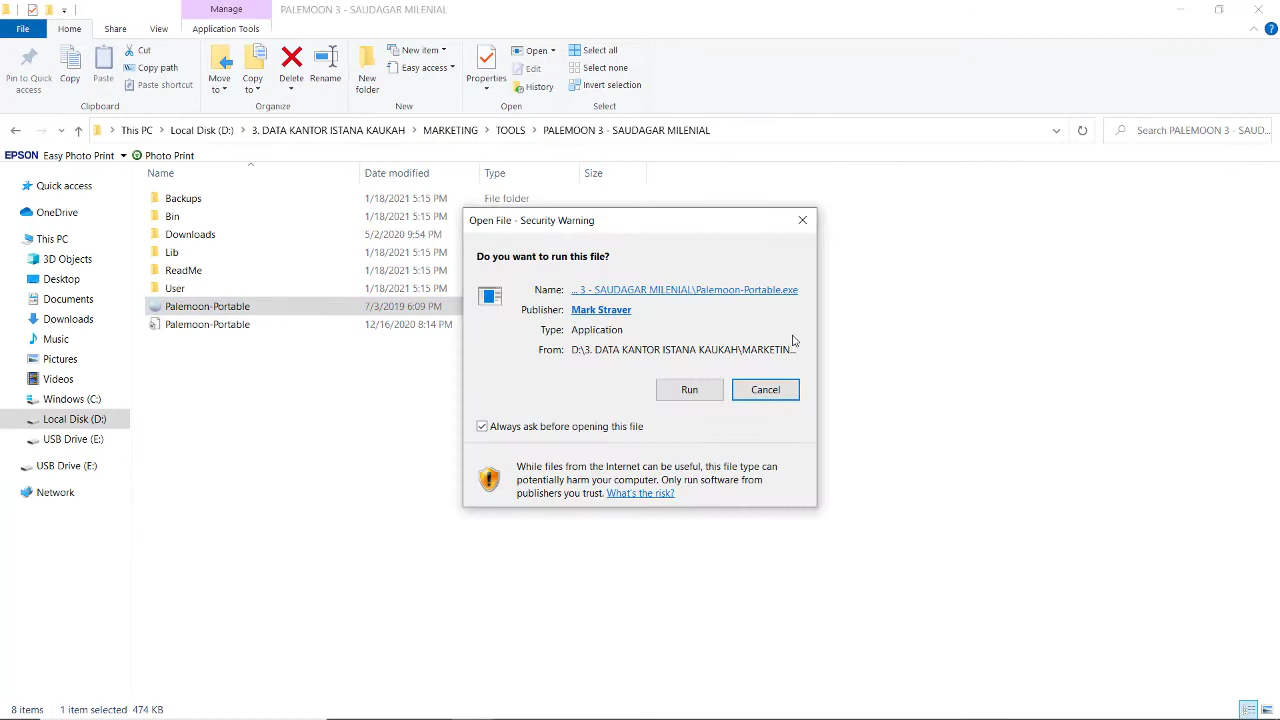 Manage
PALEMOON 3 - SAUDAGAR MILENIAL
File
Home
Share
View
Application Tools
Pin to Quick access
Copy
Paste
Cut
Copy path
Paste shortcut
Clipboard
Move to
Copy to
Delete
Rename
Organize
New folder
New item
Easy access
New
Properties
Open
Edit
History
Open
Select all
Select none
Invert selection
Select
This PC
Local Disk (D:)
3. DATA KANTOR ISTANA KAUKAH
MARKETING
TOOLS
PALEMOON 3 - SAUDAGAR MILENIAL
Search PALEMOON 3 - SAUD...
EPSON Easy Photo Print
Photo Print
Name Date modified Type Size
Quick access
OneDrive
This PC
3D Objects
Desktop
Documents
Downloads
Music
Pictures
Videos
Windows (C:)
Local Disk (D:)
USB Drive (E:)
USB Drive (E:)
Network
Backups 1/18/2021 5:15 PM File folder
Bin 1/18/2021 5:15 PM
Downloads 5/2/2020 9:54 PM
Lib 1/18/2021 5:15 PM
ReadMe 1/18/2021 5:15 PM
User 1/18/2021 5:15 PM
Palemoon-Portable 7/3/2019 6:09 PM
Palemoon-Portable 12/16/2020 8:14 PM
Open File - Security Warning
Do you want to run this file?
Name: ... 3 - SAUDAGAR MILENIAL\Palemoon-Portable.exe
Publisher: Mark Straver
Type: Application
From: D:\3. DATA KANTOR ISTANA KAUKAH\MARKETIN...
Run
Cancel
Always ask before opening this file
While files from the Internet can be useful, this file type can
potentially harm your computer. Only run software from
publishers you trust. What's the risk?
8 items 1 item selected 474 KB